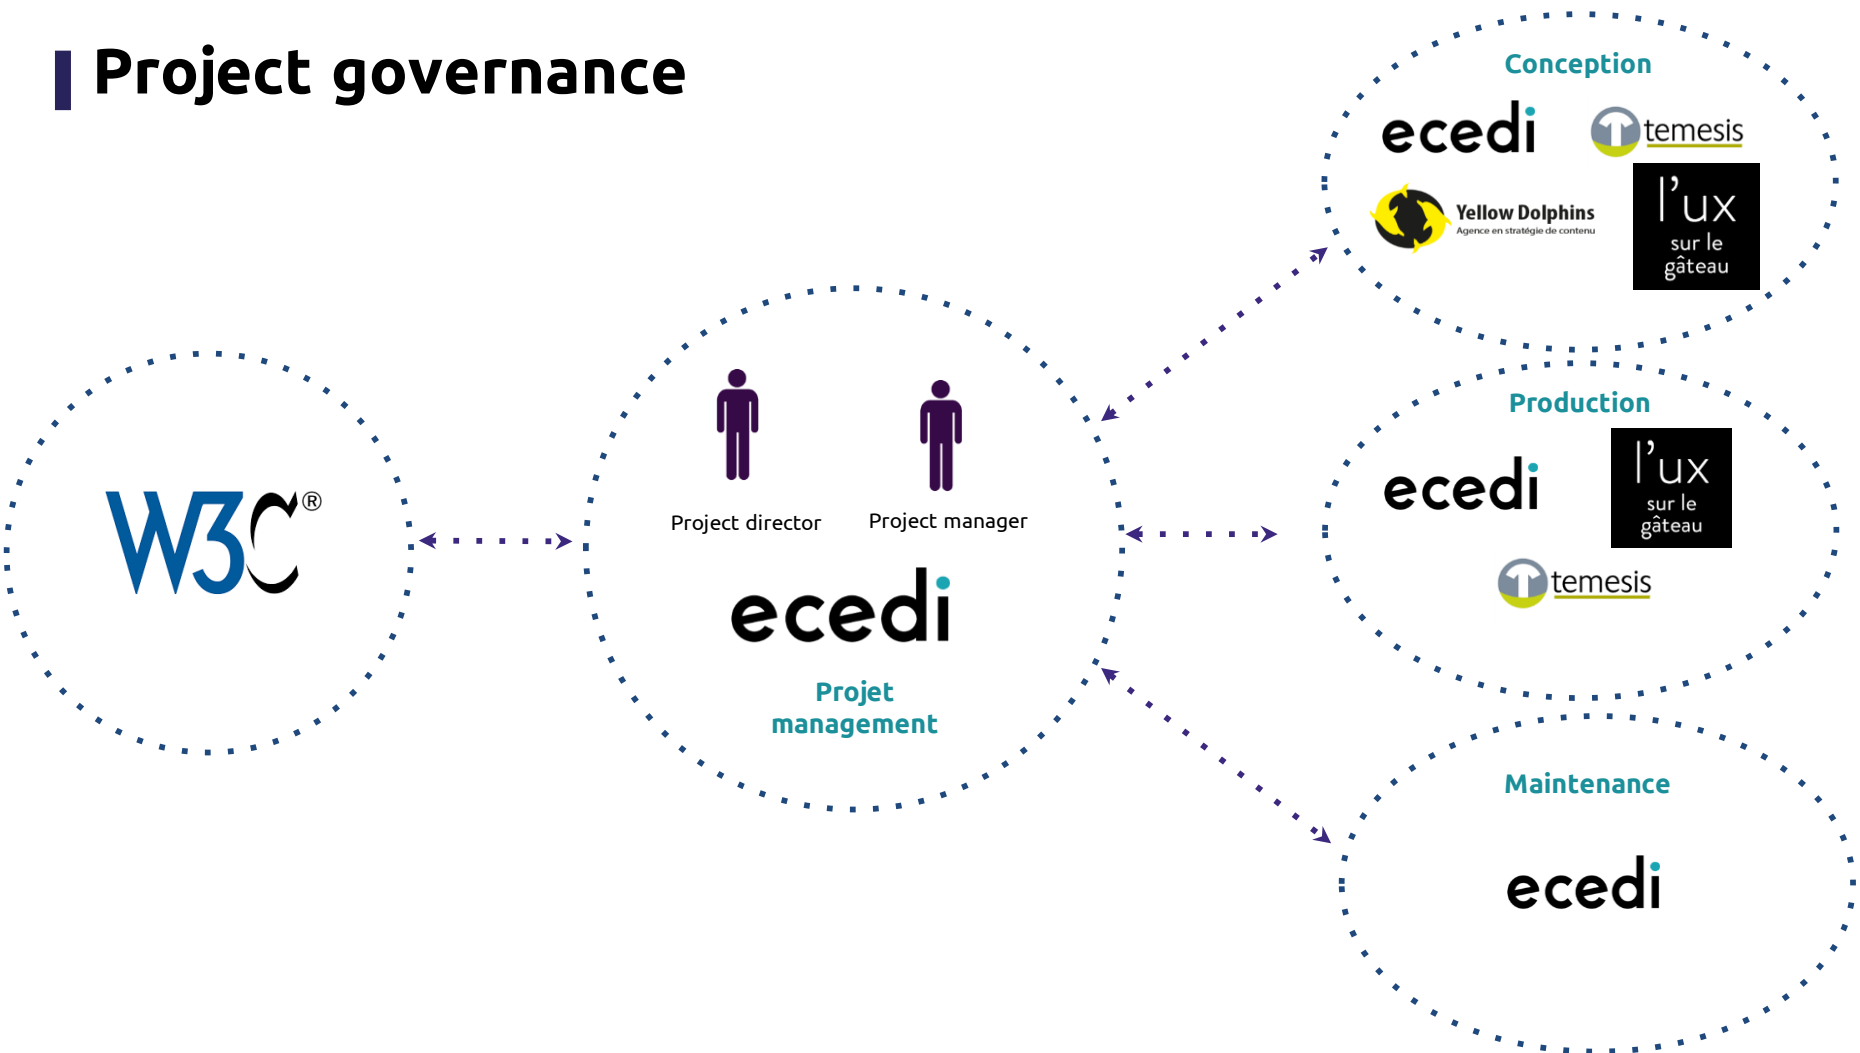 Project governance
W3C®
Project director
Project manager
ecedi
Projet
management
Conception
ecedi
temesis
Yellow Dolphins
Agence en stratégie de contenu
l'ux
sur le
gâteau
Production
ecedi
l'ux
sur le
gâteau
temesis
Maintenance
ecedi